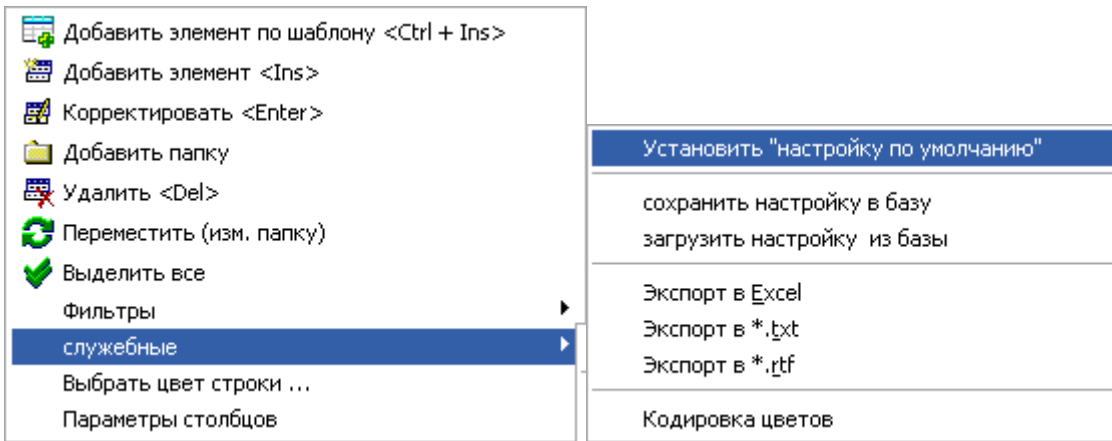 Добавить элемент по шаблону <Ctrl + Ins>
Добавить элемент <Ins>
Корректировать <Enter>
Добавить папку
Удалить <Del>
Переместить (изм. папку)
Выделить все
Фильтры
служебные
Выбрать цвет строки ...
Параметры столбцов
Установить "настройку по умолчанию"
сохранить настройку в базу
загрузить настройку из базы
Экспорт в Excel
Экспорт в *.txt
Экспорт в *.rtf
Кодировка цветов